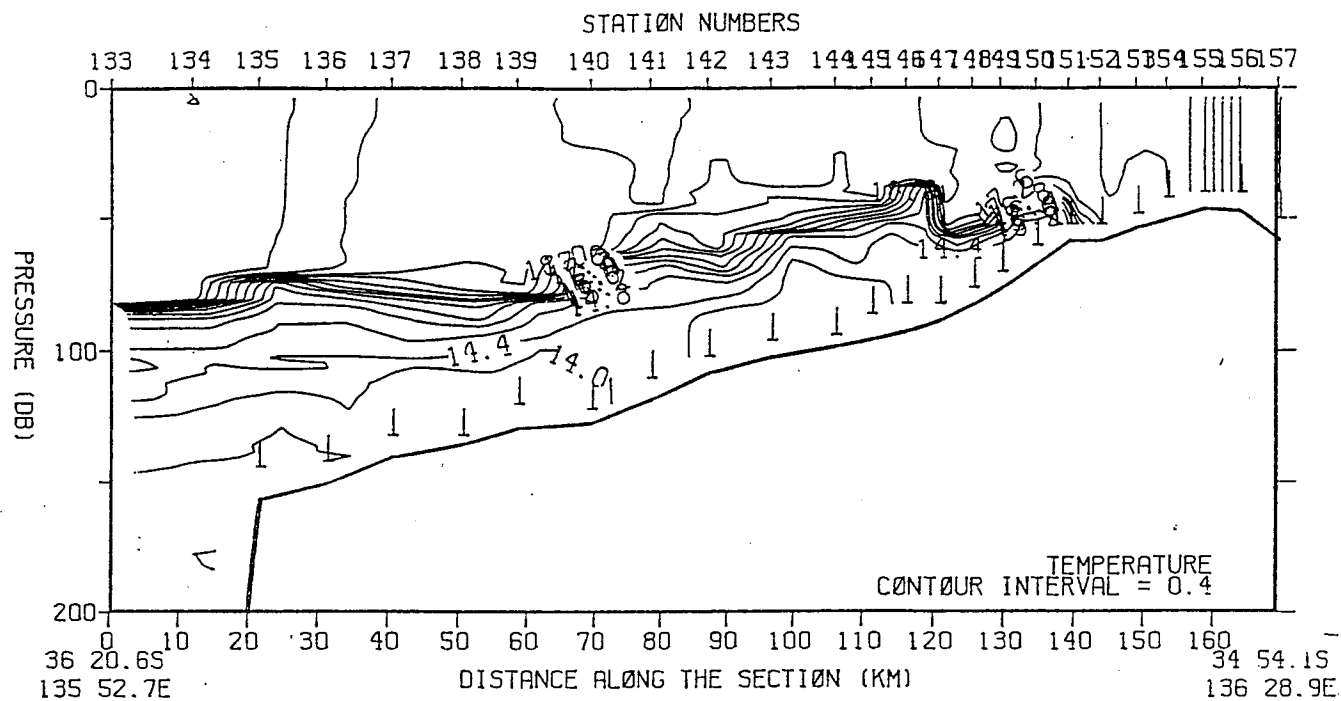 STATIØN NUMBERS
133 134 135 136 137 138 139 140 141 142 143 144 145 146 147 148 149 150 151 152 153 154 155 156 157
0
100
200
PRESSURE (DB)
14.4
14.4
14.0
TEMPERATURE
CØNTØUR INTERVAL = 0.4
0 10 20 30 40 50 60 70 80 90 100 110 120 130 140 150 160
36 20.6S
135 52.7E
DISTANCE ALØNG THE SECTIØN (KM)
34 54.1S
136 28.9E